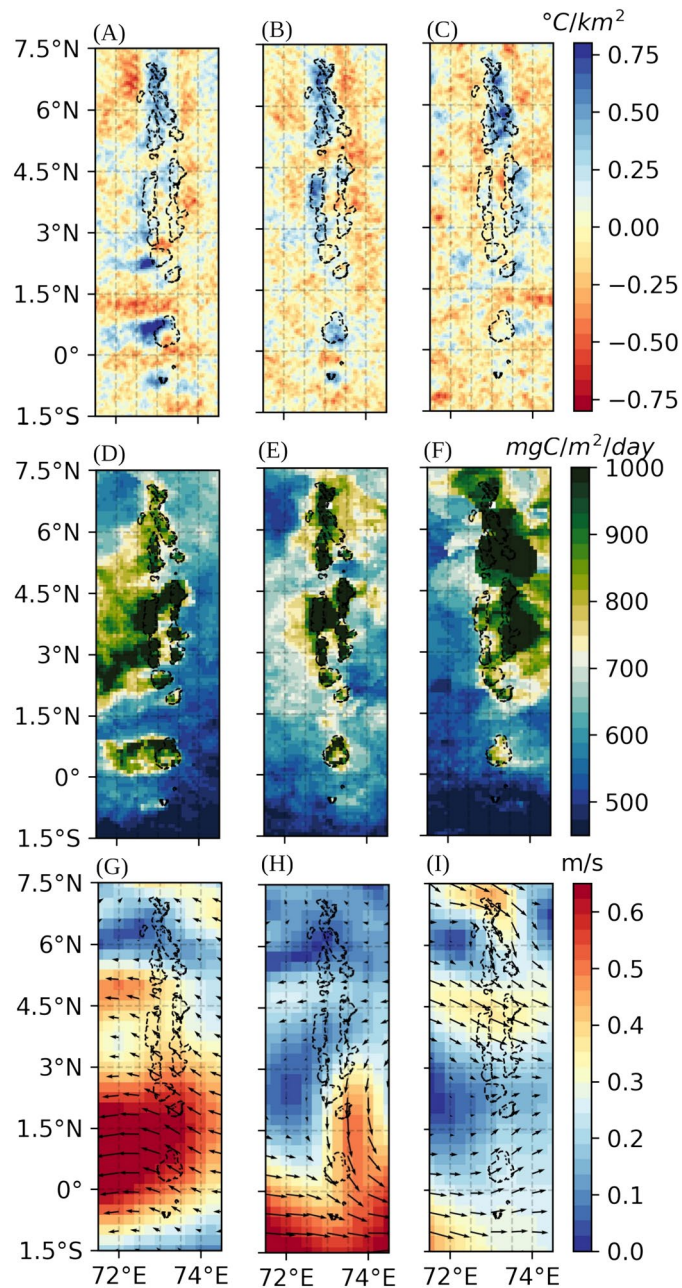 (A) (B) (C) °C/km²
7.5°N 0.75
6°N 0.50
4.5°N 0.25
3°N 0.00
1.5°N −0.25
0° −0.50
1.5°S −0.75
(D) (E) (F) mgC/m²/day
7.5°N 1000
6°N 900
4.5°N 800
3°N 700
1.5°N 600
0° 500
1.5°S
(G) (H) (I) m/s
7.5°N 0.6
6°N 0.5
4.5°N 0.4
3°N 0.3
1.5°N 0.2
0° 0.1
1.5°S 0.0
72°E 74°E 72°E 74°E 72°E 74°E